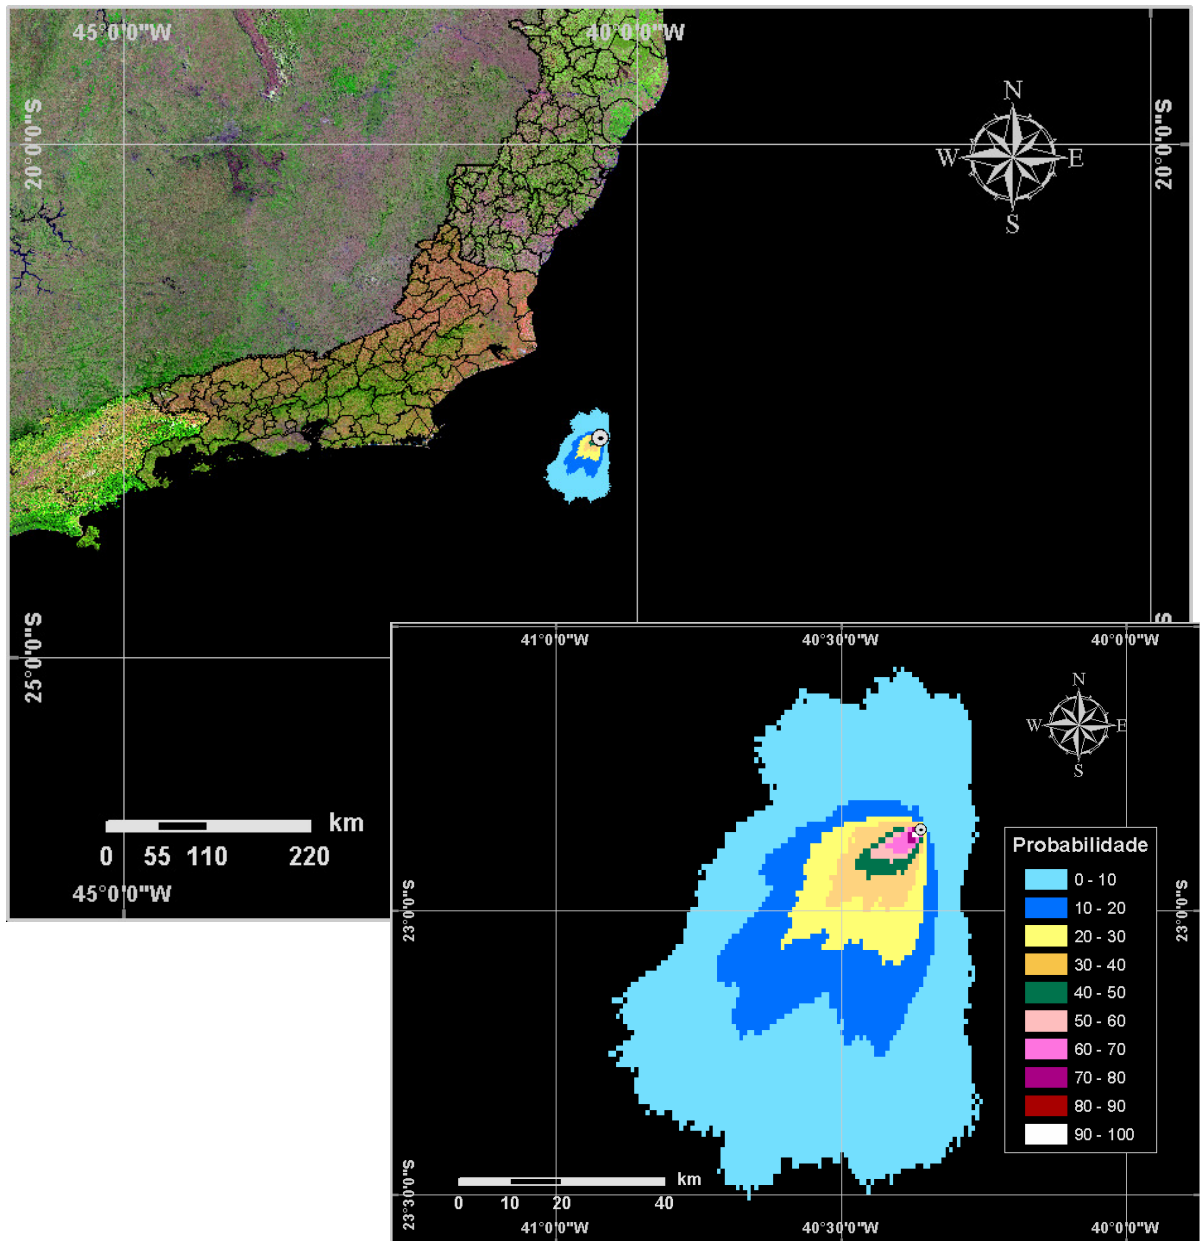 45°0'0"W 40°0'0"W
20°0'0"S 20°0'0"S
N
W E
S
25°0'0"S S
km
0 55 110 220
45°0'0"W
41°0'0"W 40°30'0"W 40°0'0"W
N
W E
S
Probabilidade
0 - 10
10 - 20
20 - 30
30 - 40
40 - 50
50 - 60
60 - 70
70 - 80
80 - 90
90 - 100
23°0'0"S 23°0'0"S
23°30'0"S
km
0 10 20 40
41°0'0"W 40°30'0"W 40°0'0"W